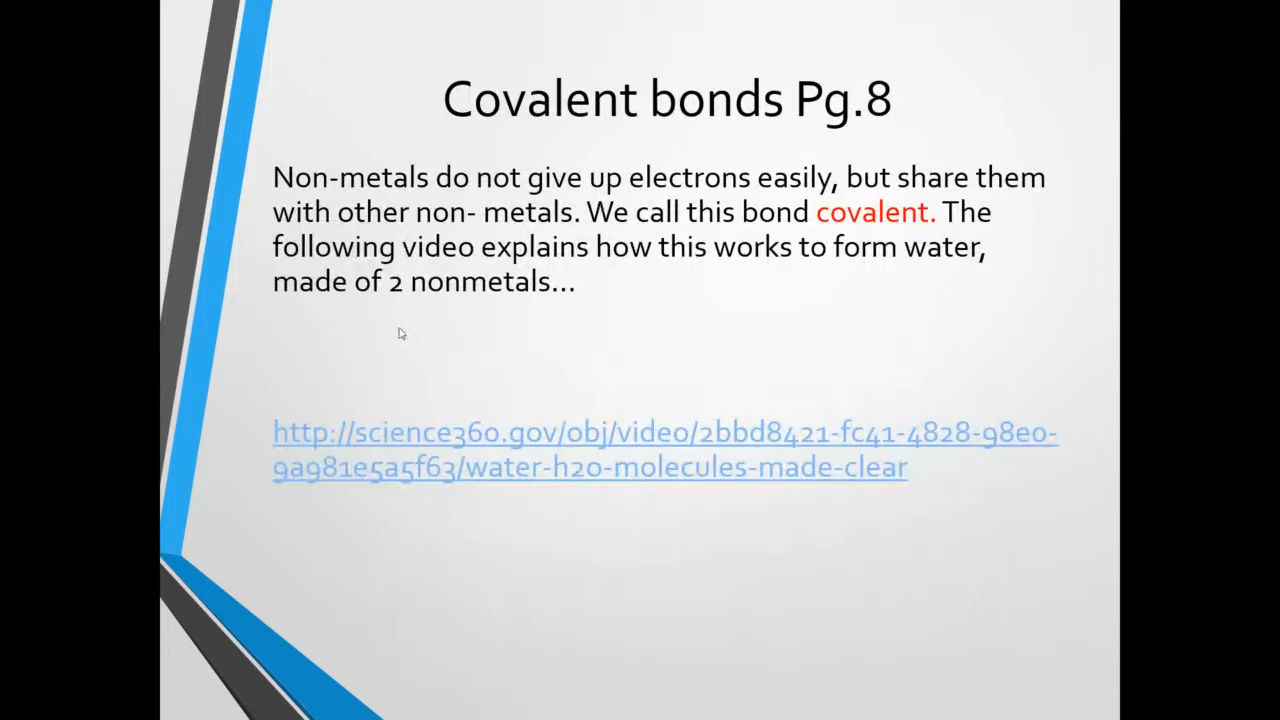 Covalent bonds Pg.8
Non-metals do not give up electrons easily, but share them
with other non- metals. We call this bond covalent. The
following video explains how this works to form water,
made of 2 nonmetals...
http://science360.gov/obj/video/2bbd8421-fc41-4828-98e0-
9a981e5a5f63/water-h2o-molecules-made-clear